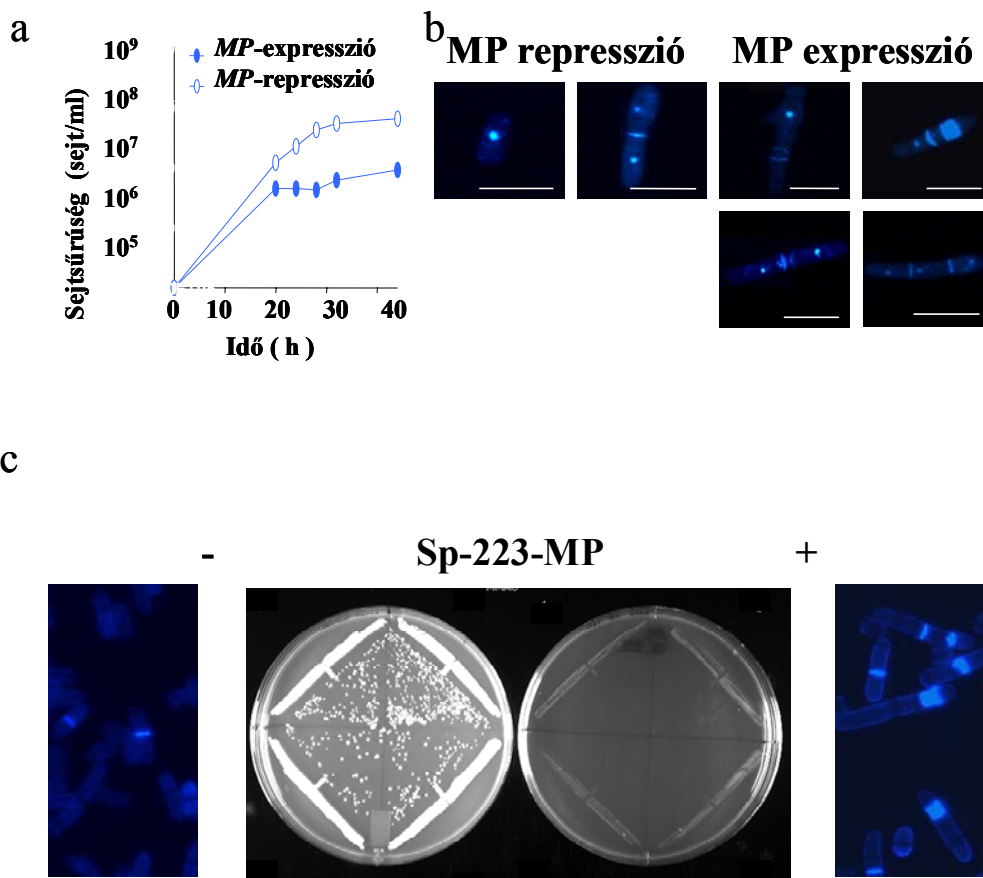 a
MP-expresszió
MP-represszió
10⁹
10⁸
10⁷
10⁶
10⁵
Sejtsűrűség (sejt/ml)
0 10 20 30 40
Idő ( h )
b
MP represszió
MP expresszió
c
- Sp-223-MP +